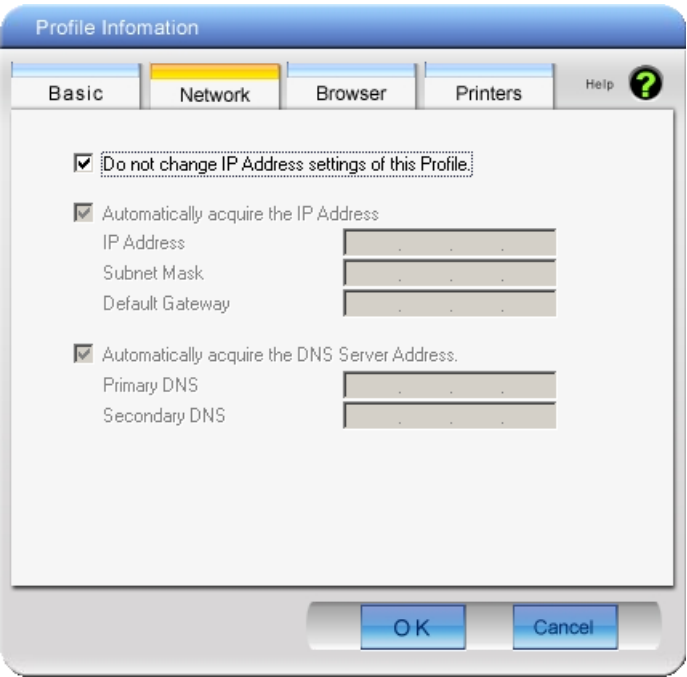 Profile Infomation
Basic Network Browser Printers Help ?
Do not change IP Address settings of this Profile.
Automatically acquire the IP Address
IP Address . . .
Subnet Mask . . .
Default Gateway . . .
Automatically acquire the DNS Server Address.
Primary DNS . . .
Secondary DNS . . .
OK Cancel